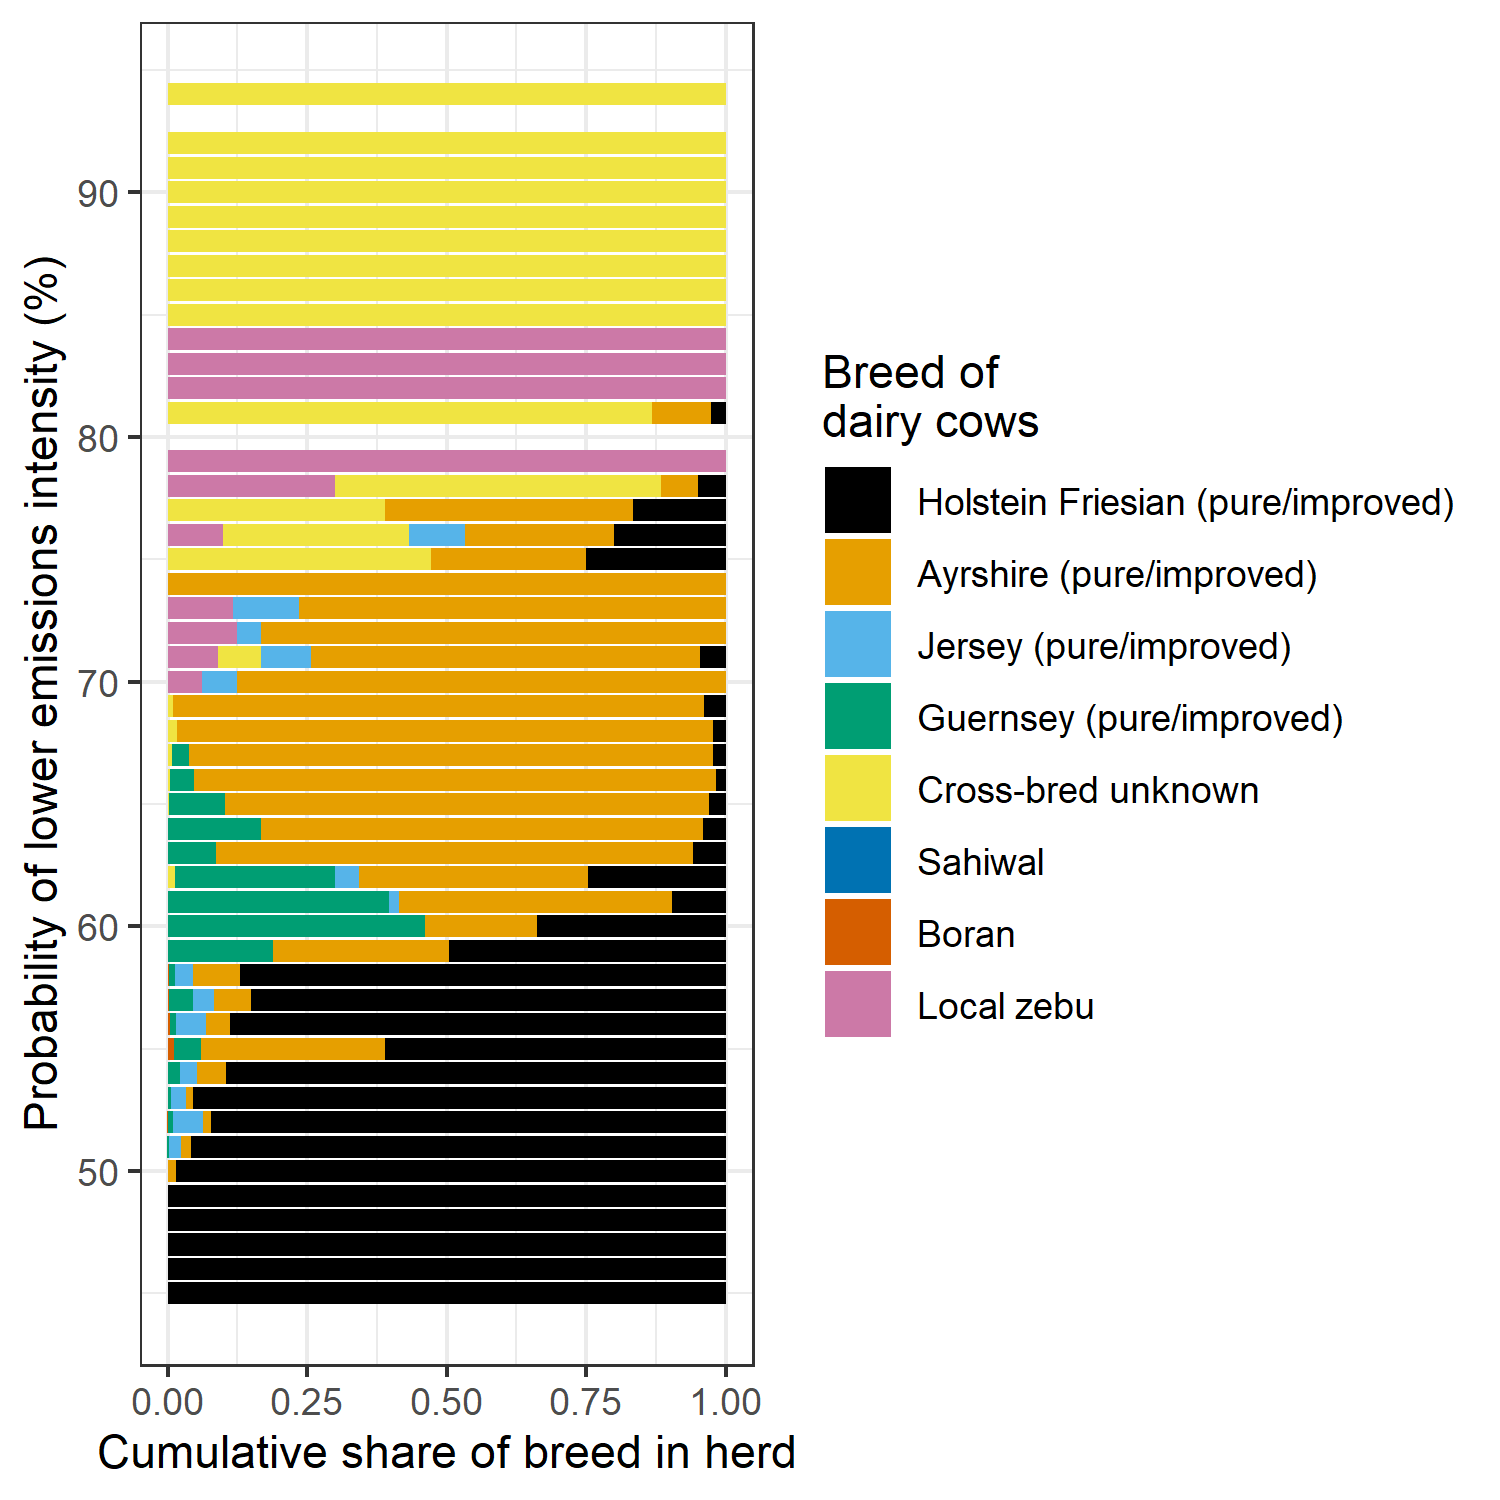 Probability of lower emissions intensity (%)
90
80
70
60
50
0.00 0.25 0.50 0.75 1.00
Cumulative share of breed in herd
Breed of
dairy cows
Holstein Friesian (pure/improved)
Ayrshire (pure/improved)
Jersey (pure/improved)
Guernsey (pure/improved)
Cross-bred unknown
Sahiwal
Boran
Local zebu